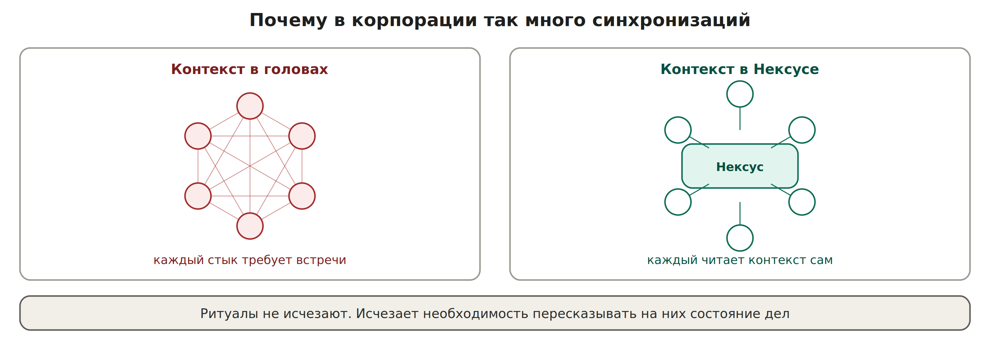 Почему в корпорации так много синхронизаций
Контекст в головах
каждый стык требует встречи
Контекст в Нексусе
Нексус
каждый читает контекст сам
Ритуалы не исчезают. Исчезает необходимость пересказывать на них состояние дел